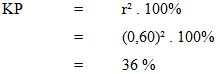 KP = r² . 100%
= (0,60)² . 100%
= 36 %